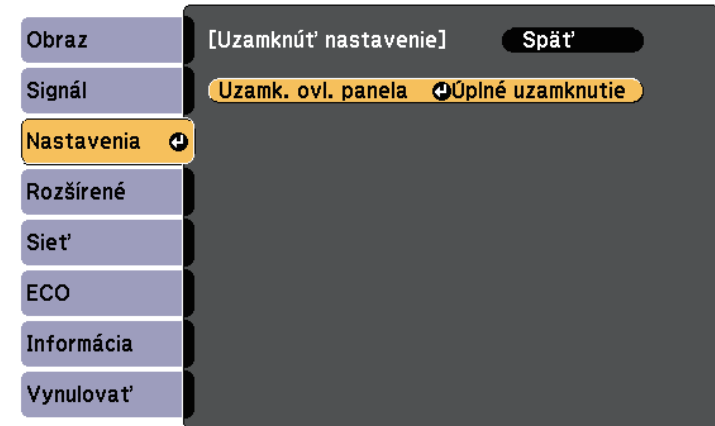 Obraz
Signál
Nastavenia
Rozšírené
Sieť
ECO
Informácia
Vynulovať
[Uzamknúť nastavenie] Späť
Uzamk. ovl. panela Úplné uzamknutie